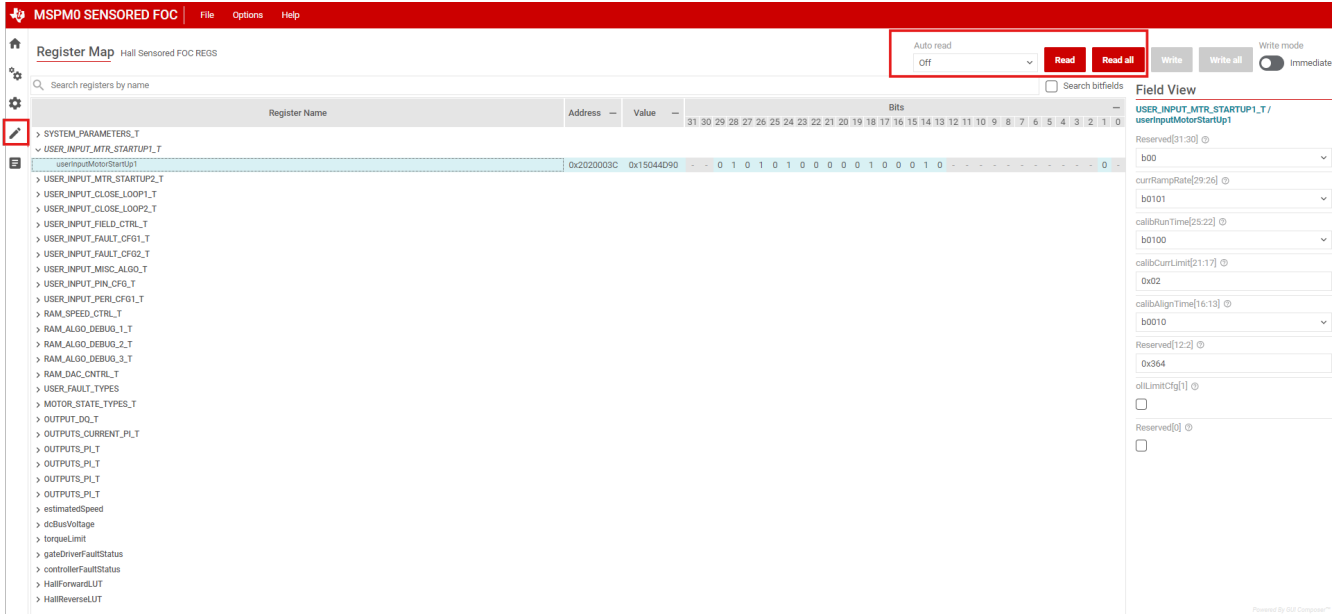 MSPM0 SENSORED FOC File Options Help
Register Map Hall Sensored FOC REGS
Auto read
Off
Read Read all Write Write all
Write mode
Immediate
Search registers by name
Search bitfields
Register Name Address Value Bits
31 30 29 28 27 26 25 24 23 22 21 20 19 18 17 16 15 14 13 12 11 10 9 8 7 6 5 4 3 2 1 0
SYSTEM_PARAMETERS_T
USER_INPUT_MTR_STARTUP1_T
userInputMotorStartUp1 0x2020003C 0x15044D90 - - 0 1 0 1 0 1 0 0 0 0 0 1 0 0 0 1 0 - - - - - - - - - - - 0 -
USER_INPUT_MTR_STARTUP2_T
USER_INPUT_CLOSE_LOOP1_T
USER_INPUT_CLOSE_LOOP2_T
USER_INPUT_FIELD_CTRL_T
USER_INPUT_FAULT_CFG1_T
USER_INPUT_FAULT_CFG2_T
USER_INPUT_MISC_ALGO_T
USER_INPUT_PIN_CFG_T
USER_INPUT_PERI_CFG1_T
RAM_SPEED_CTRL_T
RAM_ALGO_DEBUG_1_T
RAM_ALGO_DEBUG_2_T
RAM_ALGO_DEBUG_3_T
RAM_DAC_CNTRL_T
USER_FAULT_TYPES
MOTOR_STATE_TYPES_T
OUTPUT_DQ_T
OUTPUTS_CURRENT_PI_T
OUTPUTS_PI_T
OUTPUTS_PI_T
OUTPUTS_PI_T
OUTPUTS_PI_T
estimatedSpeed
dcBusVoltage
torqueLimit
gateDriverFaultStatus
controllerFaultStatus
HallForwardLUT
HallReverseLUT
Field View
USER_INPUT_MTR_STARTUP1_T /
userInputMotorStartUp1
Reserved[31:30]
b00
currRampRate[29:26]
b0101
calibRunTime[25:22]
b0100
calibCurrLimit[21:17]
0x02
calibAlignTime[16:13]
b0010
Reserved[12:2]
0x364
olILimitCfg[1]
Reserved[0]
Powered By GUI Composer™